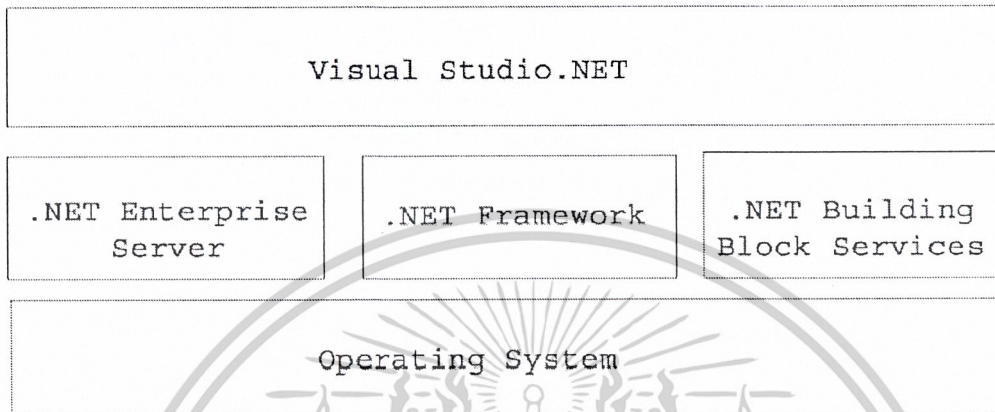 Visual Studio.NET
.NET Enterprise
Server
.NET Framework
.NET Building
Block Services
Operating System